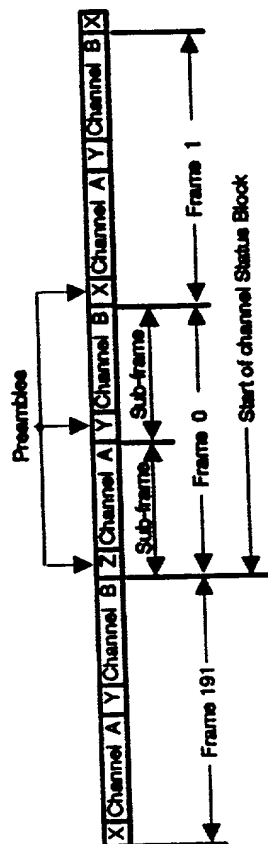 Preambles
X Channel A Y Channel B Z Channel A Y Channel B X Channel A Y Channel B X
Sub-frame Sub-frame
Frame 191 Frame 0 Frame 1
Start of channel Status Block